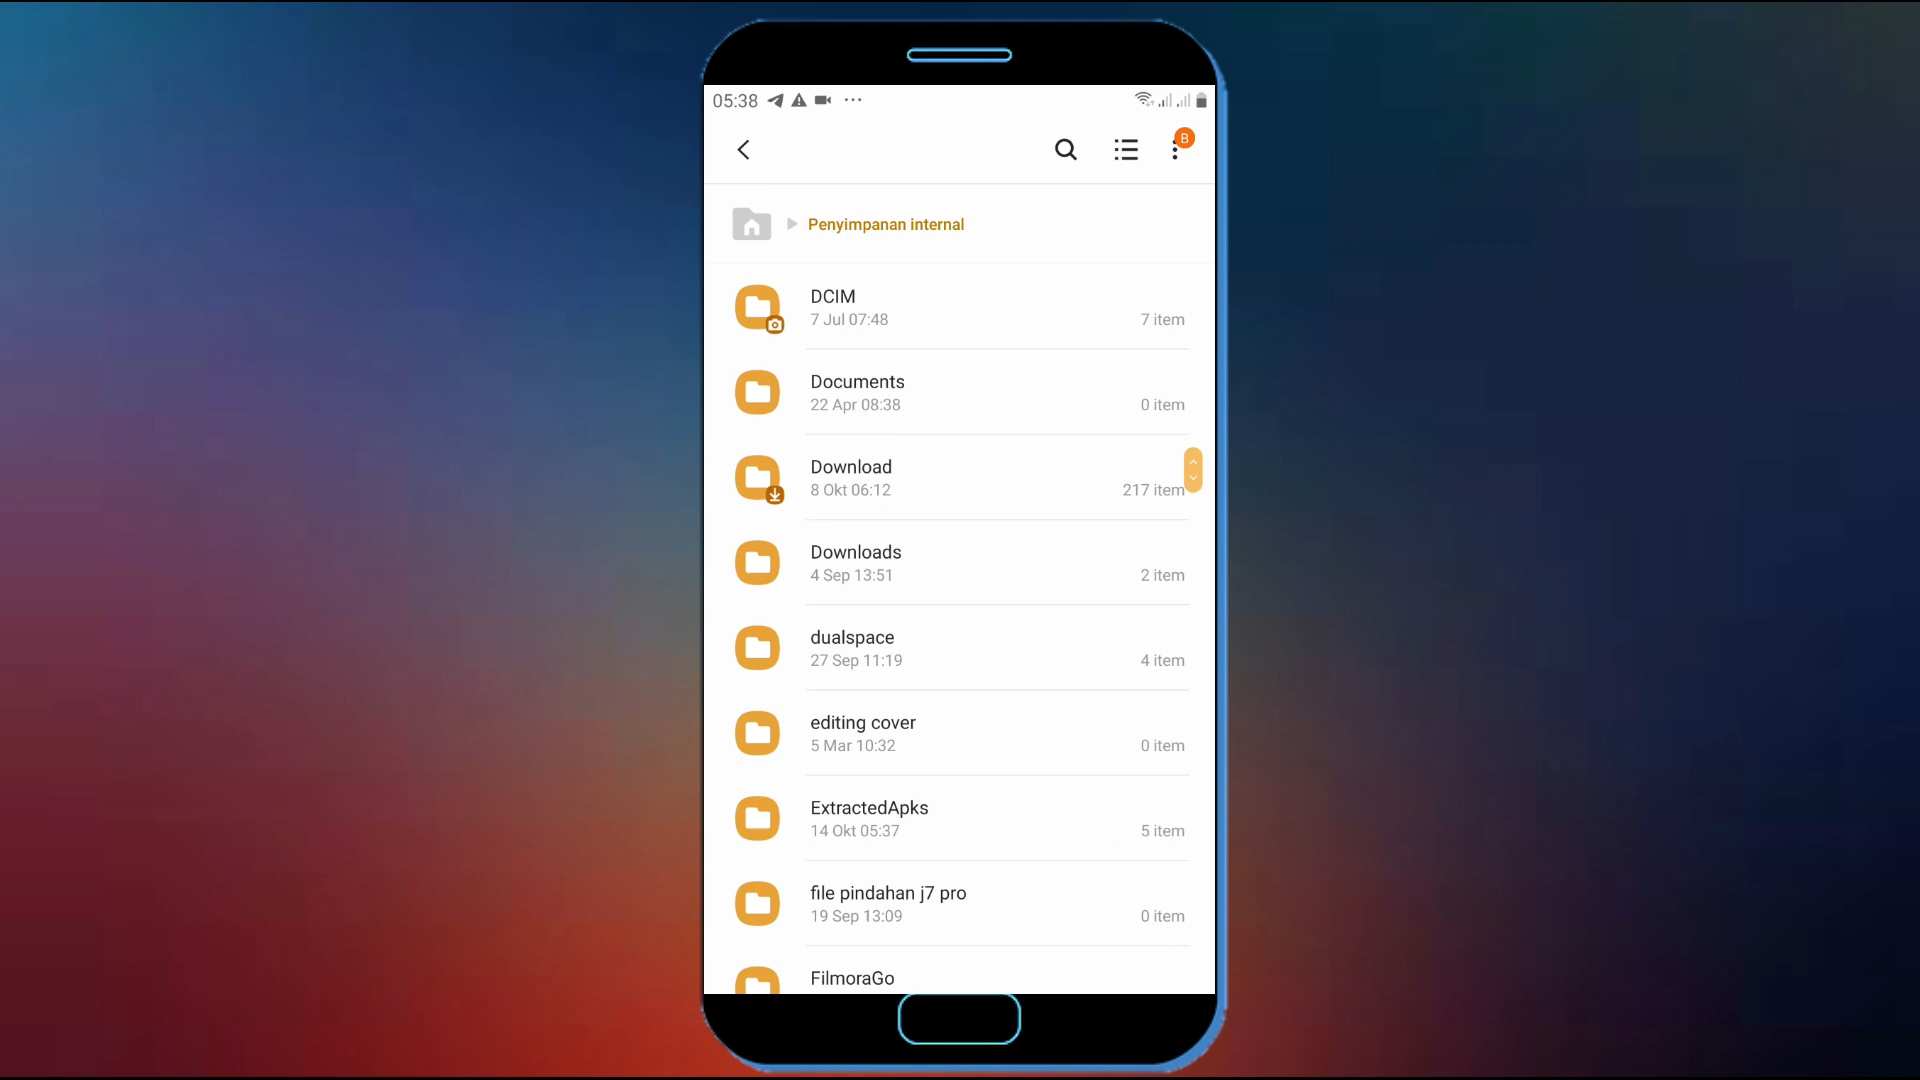 05:38
B
Penyimpanan internal
DCIM
7 Jul 07:48
7 item
Documents
22 Apr 08:38
0 item
Download
8 Okt 06:12
217 item
Downloads
4 Sep 13:51
2 item
dualspace
27 Sep 11:19
4 item
editing cover
5 Mar 10:32
0 item
ExtractedApks
14 Okt 05:37
5 item
file pindahan j7 pro
19 Sep 13:09
0 item
FilmoraGo